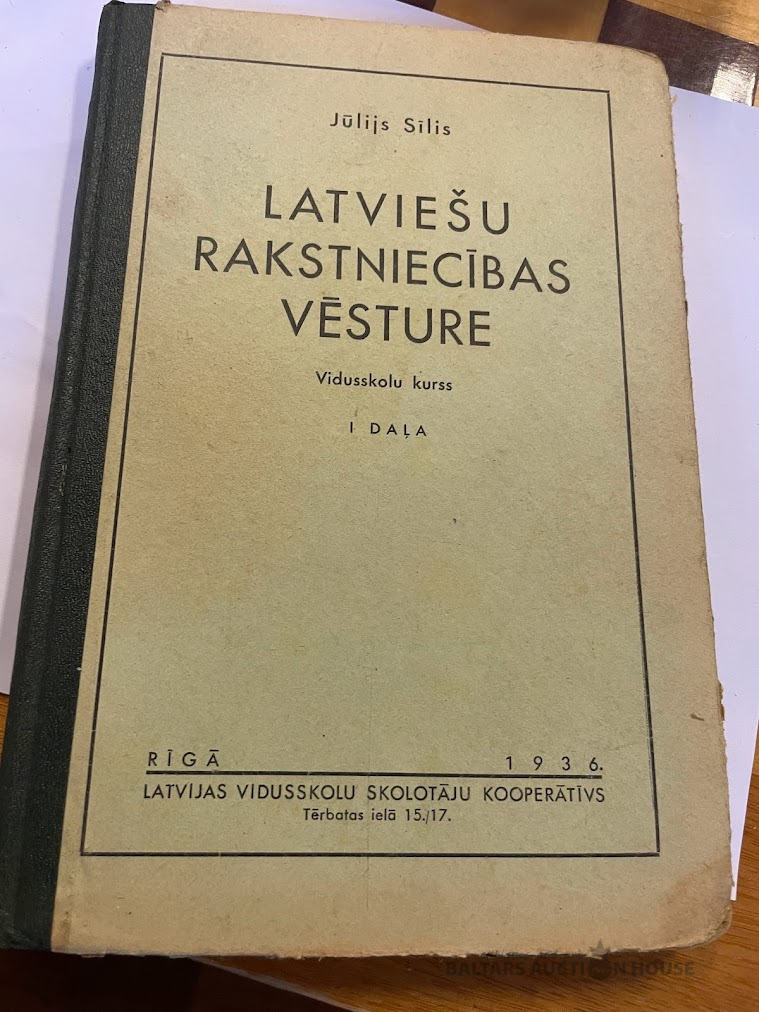 Jūlijs Sīlis
LATVIEŠU
RAKSTNIECĪBAS
VĒSTURE
Vidusskolu kurss
I DAĻA
RĪGĀ 1936.
LATVIJAS VIDUSSKOLU SKOLOTĀJU KOOPERĀTĪVS
Tērbatas ielā 15./17.
BALTARS AUCTION HOUSE